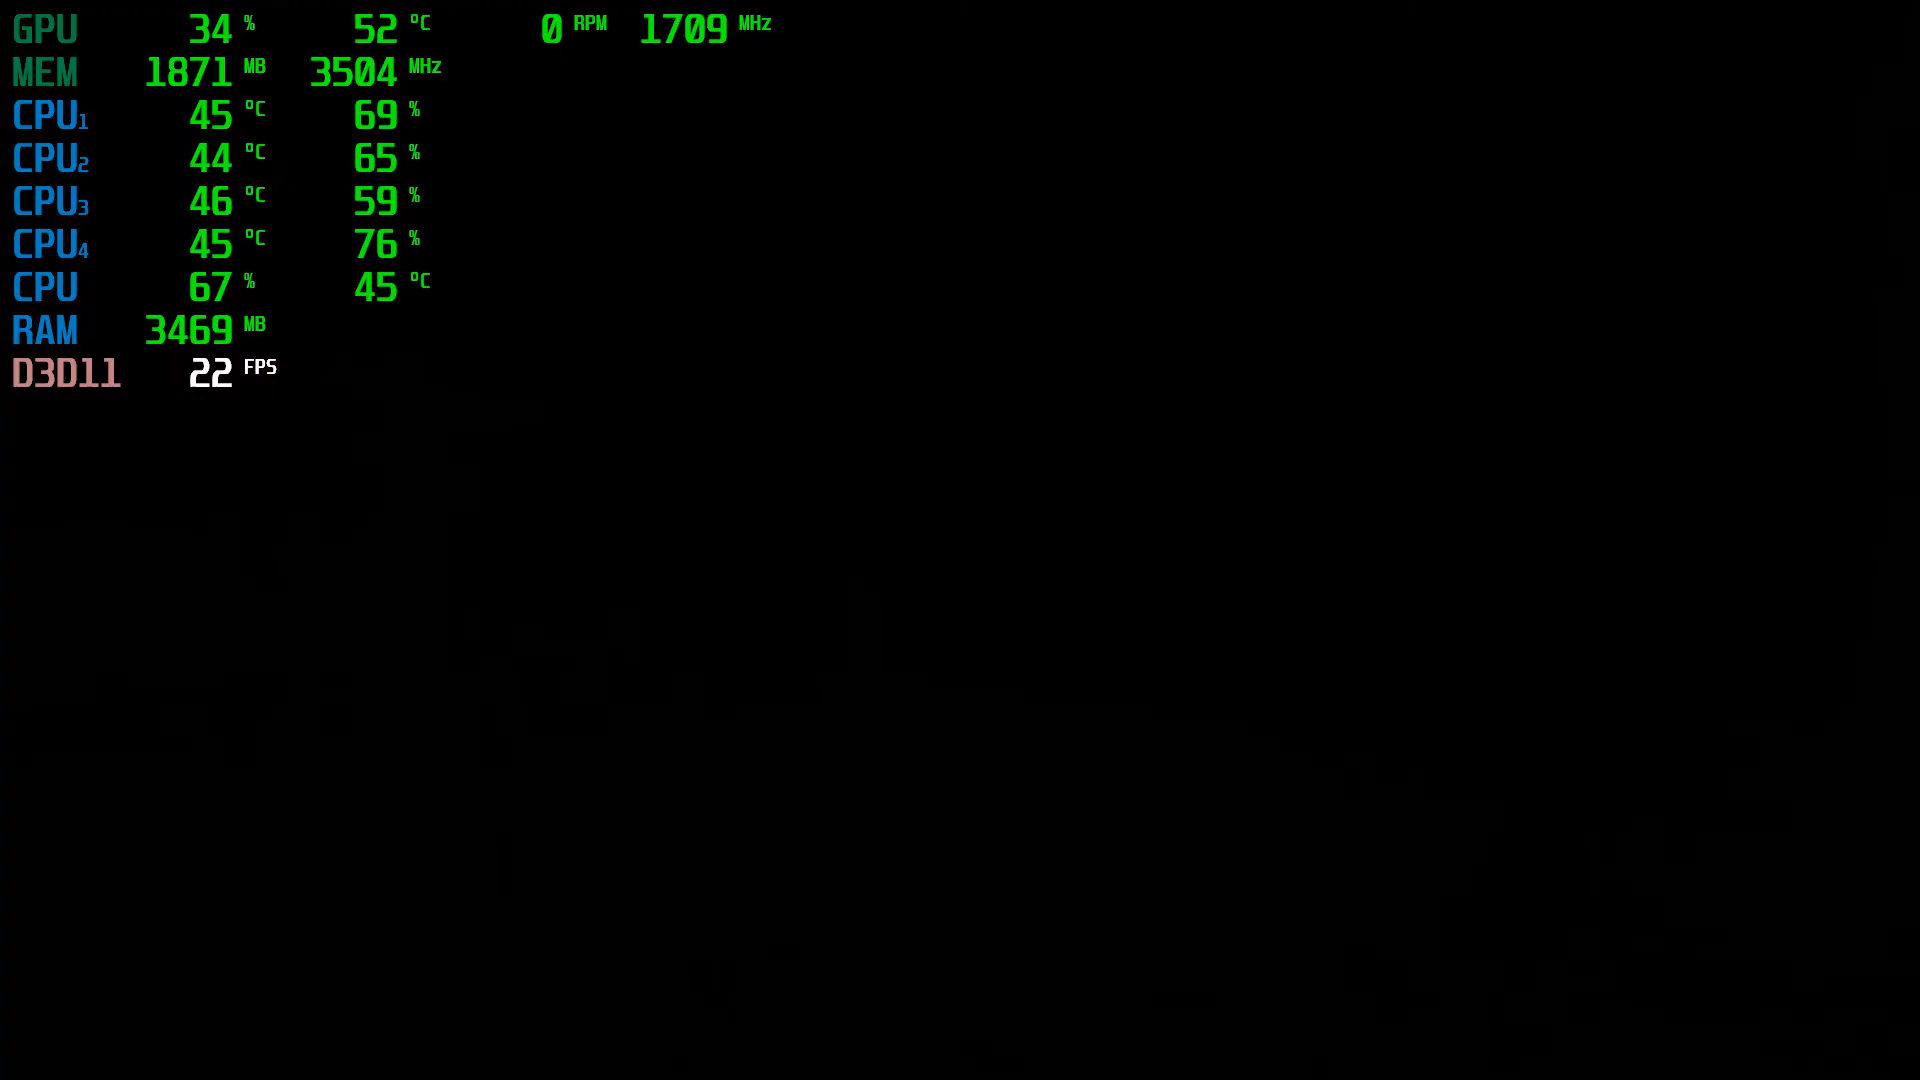 GPU 34 % 52 °C 0 RPM 1709 MHz
MEM 1871 MB 3504 MHz
CPU1 45 °C 69 %
CPU2 44 °C 65 %
CPU3 46 °C 59 %
CPU4 45 °C 76 %
CPU 67 % 45 °C
RAM 3469 MB
D3D11 22 FPS